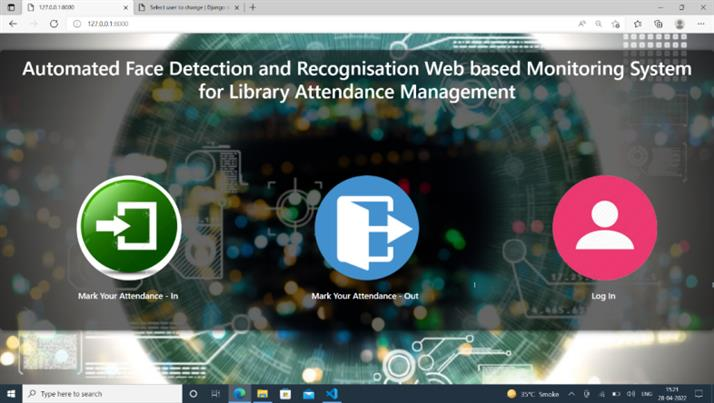 127.0.0.1:8000
Select user to change | Django s
127.0.0.1:8000
Automated Face Detection and Recognisation Web based Monitoring System
for Library Attendance Management
Mark Your Attendance - In
Mark Your Attendance - Out
Log In
Type here to search
35°C Smoke
ENG
15:21
28-04-2022